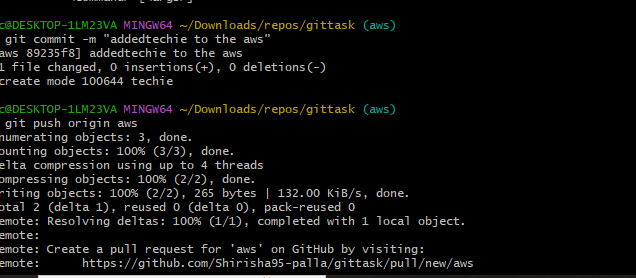 c@DESKTOP-1LM23VA MINGW64 ~/Downloads/repos/gittask (aws)
git commit -m "addedtechie to the aws"
aws 89235f8] addedtechie to the aws
1 file changed, 0 insertions(+), 0 deletions(-)
create mode 100644 techie
c@DESKTOP-1LM23VA MINGW64 ~/Downloads/repos/gittask (aws)
git push origin aws
numerating objects: 3, done.
ounting objects: 100% (3/3), done.
elta compression using up to 4 threads
ompressing objects: 100% (2/2), done.
riting objects: 100% (2/2), 265 bytes | 132.00 KiB/s, done.
otal 2 (delta 1), reused 0 (delta 0), pack-reused 0
emote: Resolving deltas: 100% (1/1), completed with 1 local object.
emote:
emote: Create a pull request for 'aws' on GitHub by visiting:
emote:      https://github.com/Shirisha95-palla/gittask/pull/new/aws